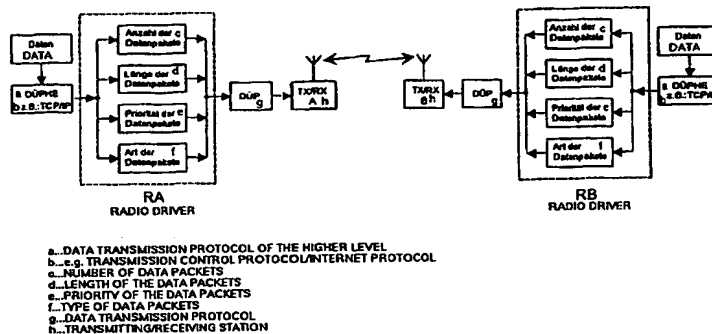 Daten
DATA
a DÜPHE
b z.B.:TCP/IP
Anzahl der c
Datenpakete
Länge der d
Datenpakete
Priorität der e
Datenpakete
Art der f
Datenpakete
RA
RADIO DRIVER
DÜP
g
TX/RX
A h
TX/RX
B h
DÜP
g
Anzahl der c
Datenpakete
Länge der d
Datenpakete
Priorität der e
Datenpakete
Art der f
Datenpakete
RB
RADIO DRIVER
Daten
DATA
a DÜPHE
b z.B.:TCP/IP
a...DATA TRANSMISSION PROTOCOL OF THE HIGHER LEVEL
b...e.g. TRANSMISSION CONTROL PROTOCOL/INTERNET PROTOCOL
c...NUMBER OF DATA PACKETS
d...LENGTH OF THE DATA PACKETS
e...PRIORITY OF THE DATA PACKETS
f...TYPE OF DATA PACKETS
g...DATA TRANSMISSION PROTOCOL
h...TRANSMITTING/RECEIVING STATION